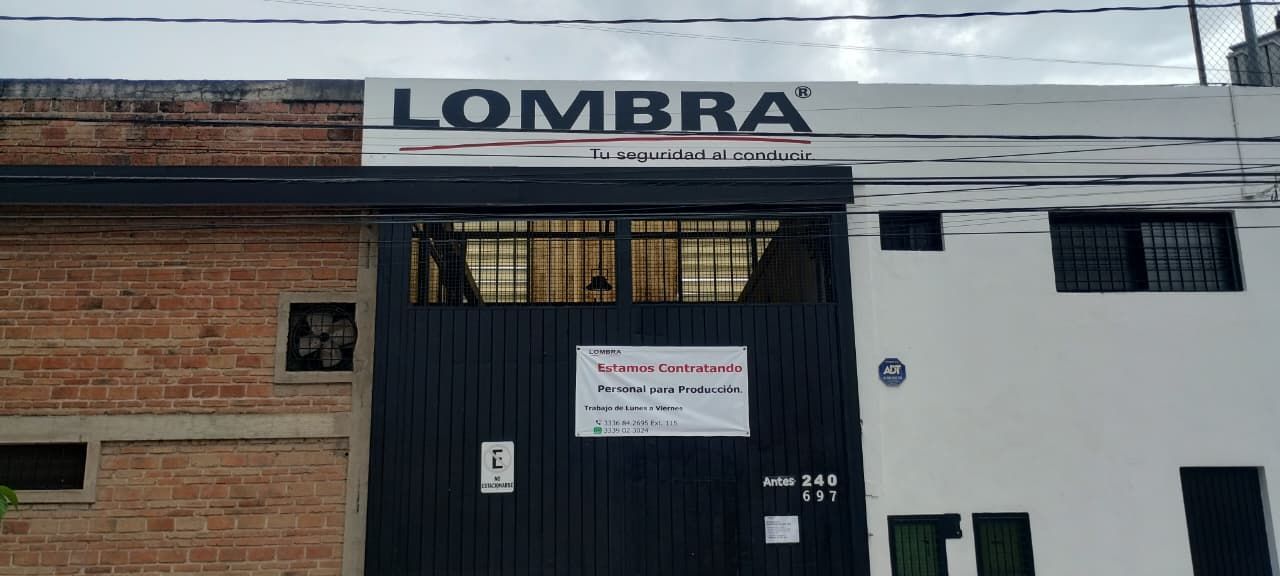 LOMBRA®
Tu seguridad al conducir.
LOMBRA
Estamos Contratando
Personal para Producción.
Trabajo de Lunes a Viernes
3336 84.2695 Ext. 115
3339 02-3024
ADT
E
NO
ESTACIONARSE
Antes 240
697